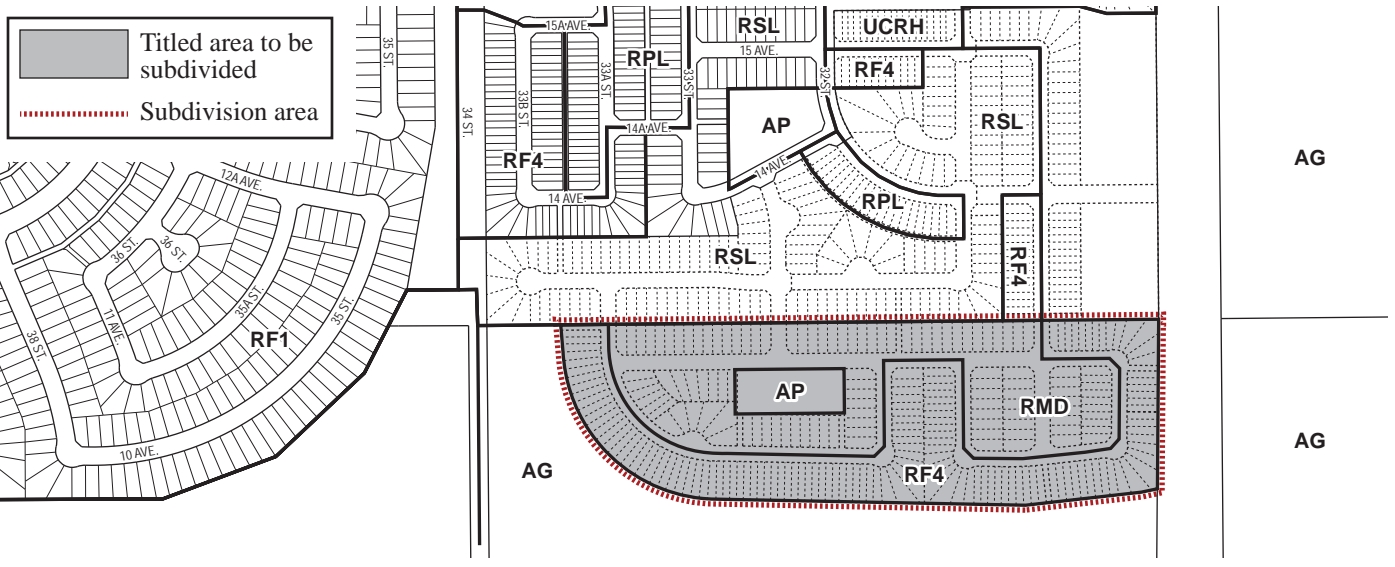 Titled area to be
subdivided
Subdivision area
35 ST.
34 ST.
15A AVE.
33B ST.
33A ST.
RPL
33 ST.
RSL
15 AVE.
32 ST.
UCRH
RF4
RSL
AG
14A AVE.
AP
RF4
14 AVE.
14 AVE.
RPL
12A AVE.
36 ST.
36 ST.
RSL
RF4
11 AVE.
35A ST.
35 ST.
38 ST.
RF1
10 AVE.
AP
RMD
AG
AG
RF4